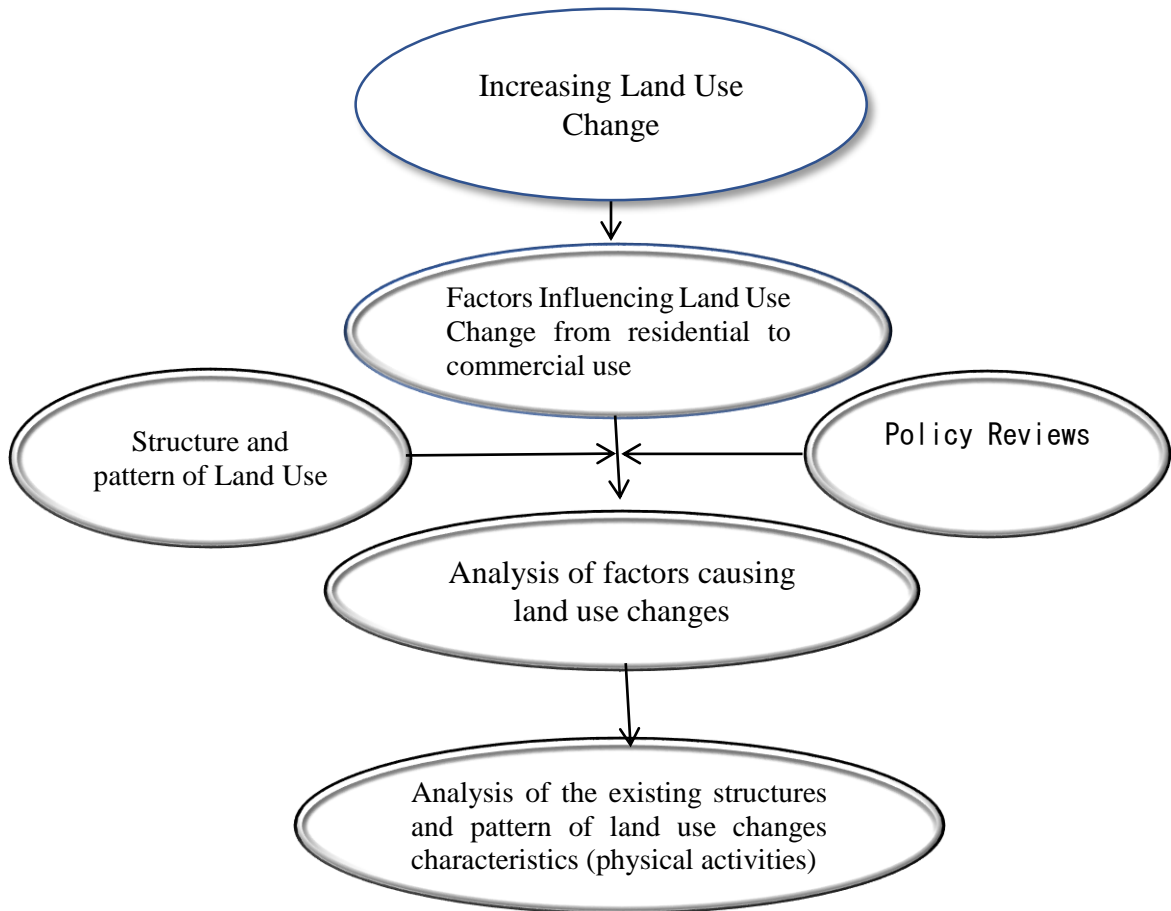 Increasing Land Use
Change
Factors Influencing Land Use
Change from residential to
commercial use
Structure and
pattern of Land Use
Policy Reviews
Analysis of factors causing
land use changes
Analysis of the existing structures
and pattern of land use changes
characteristics (physical activities)